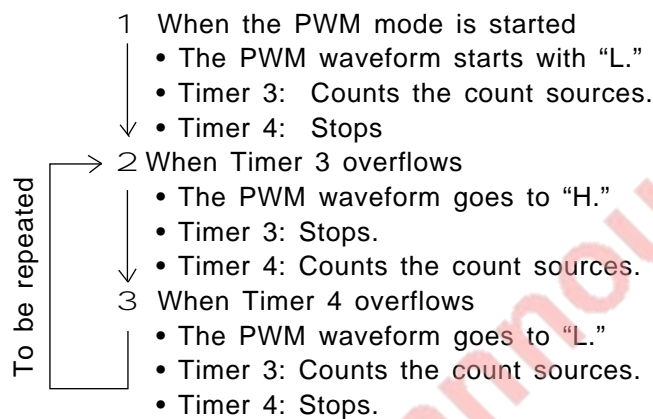 1 When the PWM mode is started
• The PWM waveform starts with “L.”
• Timer 3: Counts the count sources.
• Timer 4: Stops
2 When Timer 3 overflows
• The PWM waveform goes to “H.”
• Timer 3: Stops.
• Timer 4: Counts the count sources.
3 When Timer 4 overflows
• The PWM waveform goes to “L.”
• Timer 3: Counts the count sources.
• Timer 4: Stops.
To be repeated